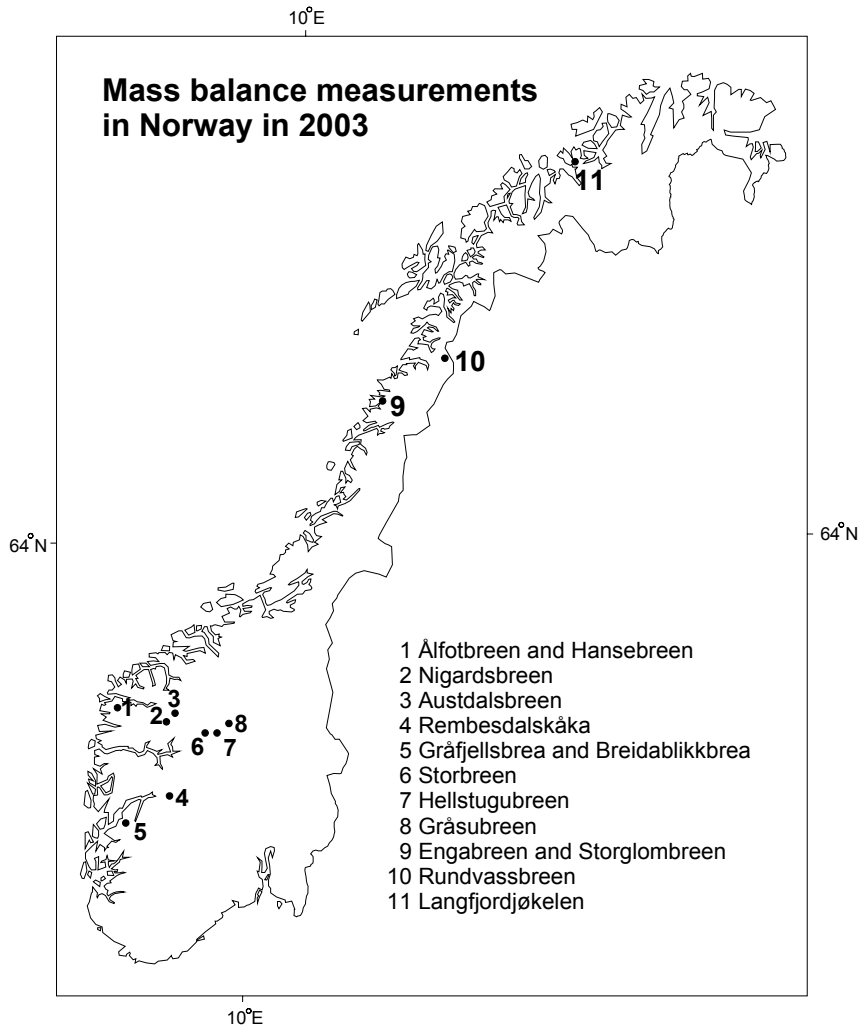 10°E
Mass balance measurements
in Norway in 2003
11
10
9
64°N
64°N
1 Ålfotbreen and Hansebreen
2 Nigardsbreen
3 Austdalsbreen
4 Rembesdalskåka
5 Gråfjellsbrea and Breidablikkbrea
6 Storbreen
7 Hellstugubreen
8 Gråsubreen
9 Engabreen and Storglombreen
10 Rundvassbreen
11 Langfjordjøkelen
3
1
2
8
6
7
4
5
10°E